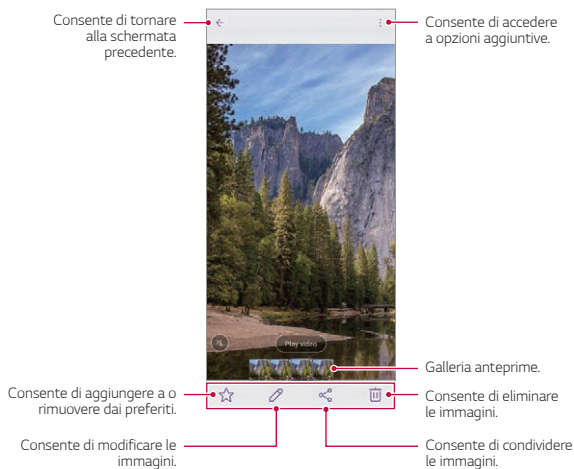 Consente di tornare
alla schermata
precedente.
Consente di accedere
a opzioni aggiuntive.
Play video
Galleria anteprime.
Consente di aggiungere a o
rimuovere dai preferiti.
Consente di eliminare
le immagini.
Consente di modificare le
immagini.
Consente di condividere
le immagini.